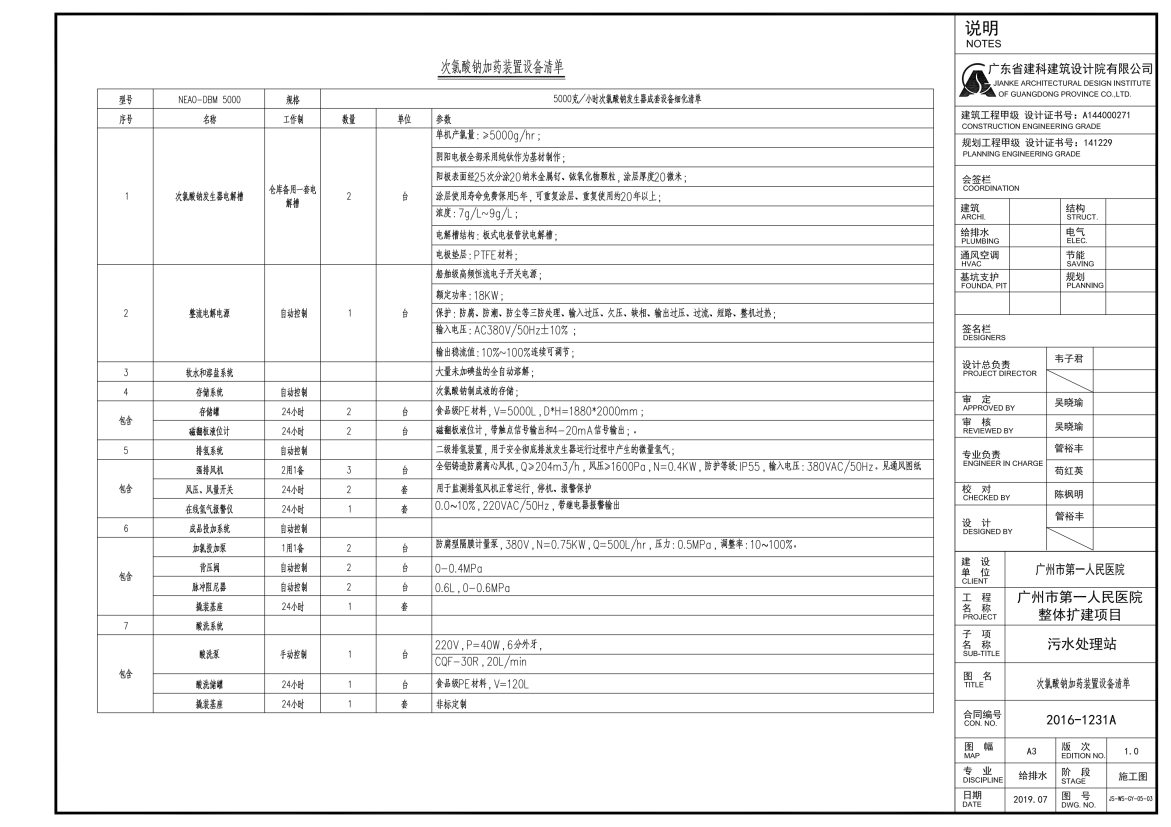 次氯酸钠加药装置设备清单
型号 NEAO-DBM 5000 规格 5000克/小时次氯酸钠发生器成套设备细化清单
序号 名称 工作制 数量 单位 参数
1 次氯酸钠发生器电解槽 仓库备用一套电解槽 2 台
单机产氯量：≥5000g/hr；
阴阳电极全部采用纯钛作为基材制作；
阳极表面经25次分涂20纳米金属钌、铱氧化物颗粒，涂层厚度20微米；
涂层使用寿命免费保用5年，可重复涂层、重复使用约20年以上；
浓度：7g/L~9g/L；
电解槽结构：板式电极管状电解槽；
电极垫层：PTFE材料；
2 整流电解电源 自动控制 1 台
船舶级高频恒流电子开关电源；
额定功率：18KW；
保护：防腐、防潮、防尘等三防处理、输入过压、欠压、缺相、输出过压、过流、短路、整机过热；
输入电压：AC380V/50Hz±10% ；
输出稳流值：10%~100%连续可调节；
3 软水和溶盐系统 大量未加碘盐的全自动溶解；
4 存储系统 自动控制 次氯酸钠制成液的存储；
包含
存储罐 24小时 2 台 食品级PE材料，V=5000L，D*H=1880*2000mm；
磁翻板液位计 24小时 2 台 磁翻板液位计，带触点信号输出和4-20mA信号输出；。
5 排氢系统 自动控制 二级排氢装置，用于安全彻底排放发生器运行过程中产生的微量氢气；
包含
强排风机 2用1备 3 台 全铝铸造防腐离心风机，Q≥204m3/h，风压≥1600Pa，N=0.4KW，防护等级：IP55，输入电压：380VAC/50Hz。见通风图纸
风压、风量开关 24小时 2 套 用于监测排氢风机正常运行，停机、报警保护
在线氢气报警仪 24小时 1 套 0.0~10%，220VAC/50Hz，带继电器报警输出
6 成品投加系统 自动控制
包含
加氯投加泵 1用1备 2 台 防腐型隔膜计量泵，380V，N=0.75KW，Q=500L/hr，压力：0.5MPa，调整率：10~100%。
背压阀 自动控制 2 台 0-0.4MPa
脉冲阻尼器 自动控制 2 台 0.6L，0-0.6MPa
撬装基座 24小时 1 套
7 酸洗系统
包含
酸洗泵 手动控制 1 台
220V，P=40W，6分外牙，
CQF-30R，20L/min
酸洗储罐 24小时 1 台 食品级PE材料，V=120L
撬装基座 24小时 1 套 非标定制
说明
NOTES
广东省建科建筑设计院有限公司
JIANKE ARCHITECTURAL DESIGN INSTITUTE
OF GUANGDONG PROVINCE CO.,LTD.
建筑工程甲级 设计证书号：A144000271
CONSTRUCTION ENGINEERING GRADE
规划工程甲级 设计证书号：141229
PLANNING ENGINEERING GRADE
会签栏
COORDINATION
建筑 结构
ARCHI. STRUCT.
给排水 电气
PLUMBING ELEC.
通风空调 节能
HVAC SAVING
基坑支护 规划
FOUNDA. PIT PLANNING
签名栏
DESIGNERS
设计总负责 韦子君
PROJECT DIRECTOR
审 定 吴晓瑜
APPROVED BY
审 核 吴晓瑜
REVIEWED BY
专业负责 管裕丰
ENGINEER IN CHARGE 苟红英
校 对 陈枫明
CHECKED BY
设 计 管裕丰
DESIGNED BY
建 设
单 位 广州市第一人民医院
CLIENT
工 程 广州市第一人民医院
名 称 整体扩建项目
PROJECT
子 项
名 称 污水处理站
SUB-TITLE
图 名 次氯酸钠加药装置设备清单
TITLE
合同编号 2016-1231A
CON. NO.
图 幅 A3 版 次 1.0
MAP EDITION NO.
专 业 给排水 阶 段 施工图
DISCIPLINE STAGE
日期 2019.07 图 号 JS-WS-GY-05-03
DATE DWG. NO.